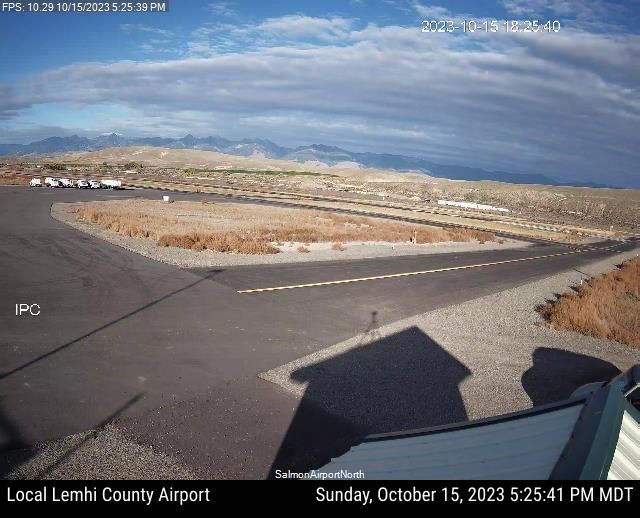 FPS: 10.29 10/15/2023 5:25:39 PM
2023-10-15 18:25:40
IPC
SalmonAirportNorth
Local Lemhi County Airport Sunday, October 15, 2023 5:25:41 PM MDT